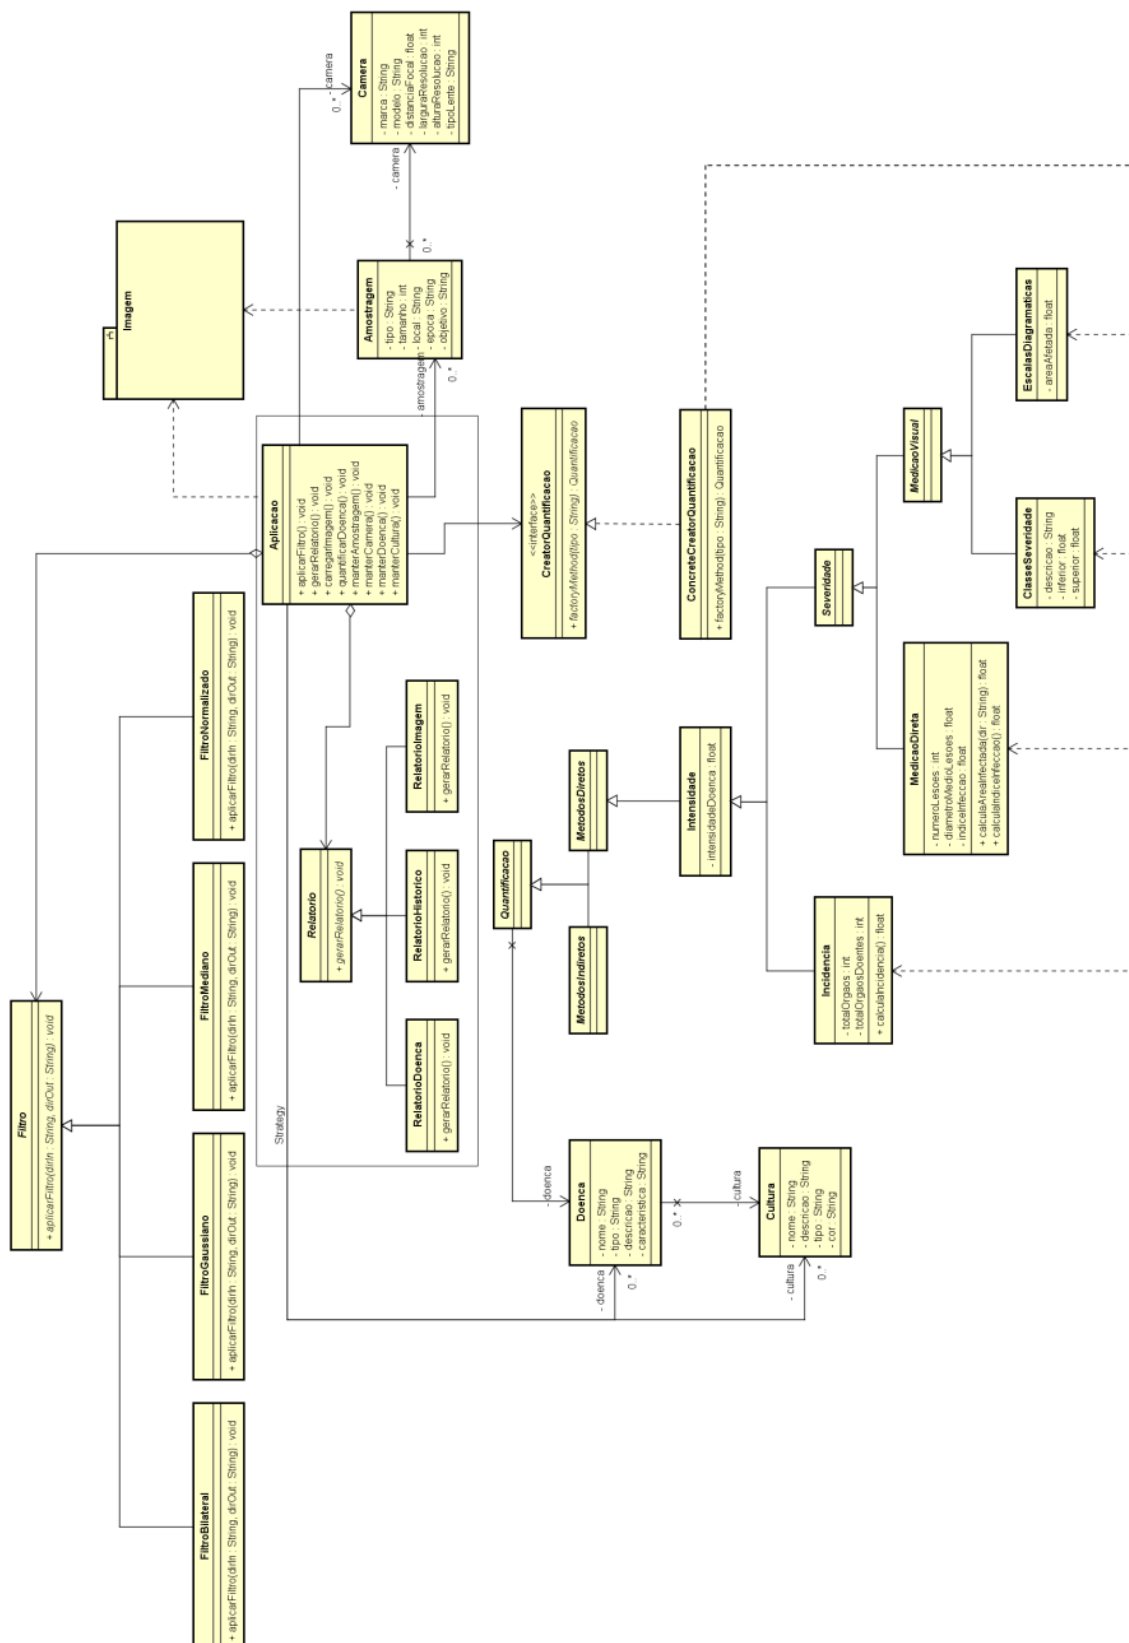 Filtro
+ aplicarFiltro(dirIn : String, dirOut : String) : void
FiltroBilateral
+ aplicarFiltro(dirIn : String, dirOut : String) : void
FiltroGaussiano
+ aplicarFiltro(dirIn : String, dirOut : String) : void
FiltroMediano
+ aplicarFiltro(dirIn : String, dirOut : String) : void
FiltroNormalizado
+ aplicarFiltro(dirIn : String, dirOut : String) : void
Imagem
Strategy
Aplicacao
+ aplicarFiltro() : void
+ gerarRelatorio() : void
+ carregarImagem() : void
+ quantificarDoenca() : void
+ manterAmostragem() : void
+ manterCamera() : void
+ manterDoenca() : void
+ manterCultura() : void
Relatorio
+ gerarRelatorio() : void
RelatorioDoenca
+ gerarRelatorio() : void
RelatorioHistorico
+ gerarRelatorio() : void
RelatorioImagem
+ gerarRelatorio() : void
- amostragem
0..*
Amostragem
- tipo : String
- tamanho : int
- local : String
- epoca : String
- objetivo : String
0..*
- camera
0..*
- camera
Camera
- marca : String
- modelo : String
- distanciaFocal : float
- larguraResolucao : int
- alturaResolucao : int
- tipoLente : String
Quantificacao
<<interface>>
CreatorQuantificacao
+ factoryMethod(tipo : String) : Quantificacao
-doenca
- doenca
0..*
Doenca
- nome : String
- tipo : String
- descricao : String
- caracteristica : String
MetodosIndiretos
MetodosDiretos
0..*
-cultura
- cultura
0..*
Cultura
- nome : String
- descricao : String
- tipo : String
- cor : String
Intensidade
- intensidadeDoenca : float
ConcreteCreatorQuantificacao
+ factoryMethod(tipo : String) : Quantificacao
Incidencia
- totalOrgaos : int
- totalOrgaosDoentes : int
+ calculaIncidencia() : float
Severidade
MedicaoDireta
- numeroLesoes : int
- diametroMedioLesoes : float
- indiceInfeccao : float
+ calculaAreaInfectada(dir : String) : float
+ calculaIndiceInfeccao() : float
MedicaoVisual
ClasseSeveridade
- descricao : String
- inferior : float
- superior : float
EscalasDiagramaticas
- areaAfetada : float